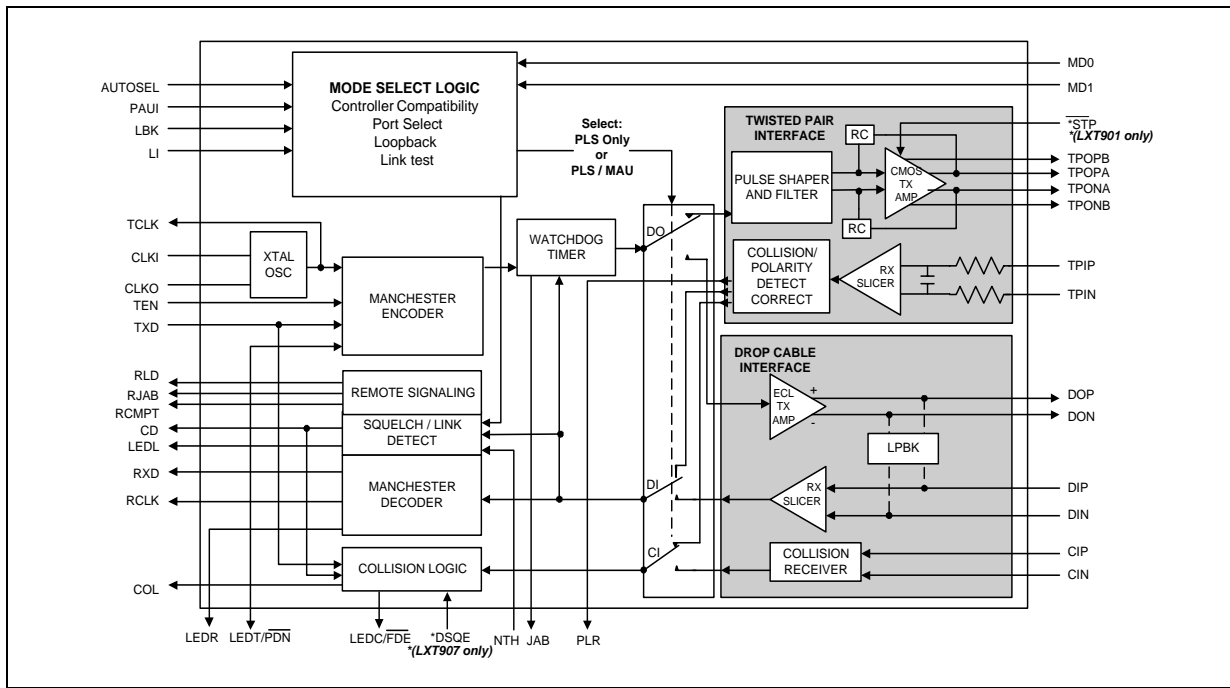 AUTOSEL
PAUI
LBK
LI
MODE SELECT LOGIC
Controller Compatibility
Port Select
Loopback
Link test
MD0
MD1
Select:
PLS Only
or
PLS / MAU
TWISTED PAIR
INTERFACE
*STP
*(LXT901 only)
RC
PULSE SHAPER
AND FILTER
CMOS
TX
AMP
RC
TPOPB
TPOPA
TPONA
TPONB
TCLK
CLKI
CLKO
TEN
TXD
XTAL
OSC
MANCHESTER
ENCODER
WATCHDOG
TIMER
DO
COLLISION/
POLARITY
DETECT
CORRECT
RX
SLICER
TPIP
TPIN
DROP CABLE
INTERFACE
ECL
TX
AMP
+
-
DOP
DON
LPBK
RLD
RJAB
RCMPT
CD
LEDL
RXD
RCLK
REMOTE SIGNALING
SQUELCH / LINK
DETECT
MANCHESTER
DECODER
DI
RX
SLICER
DIP
DIN
COLLISION LOGIC
CI
COLLISION
RECEIVER
CIP
CIN
COL
LEDR
LEDT/PDN
LEDC/FDE
*DSQE
*(LXT907 only)
NTH
JAB
PLR